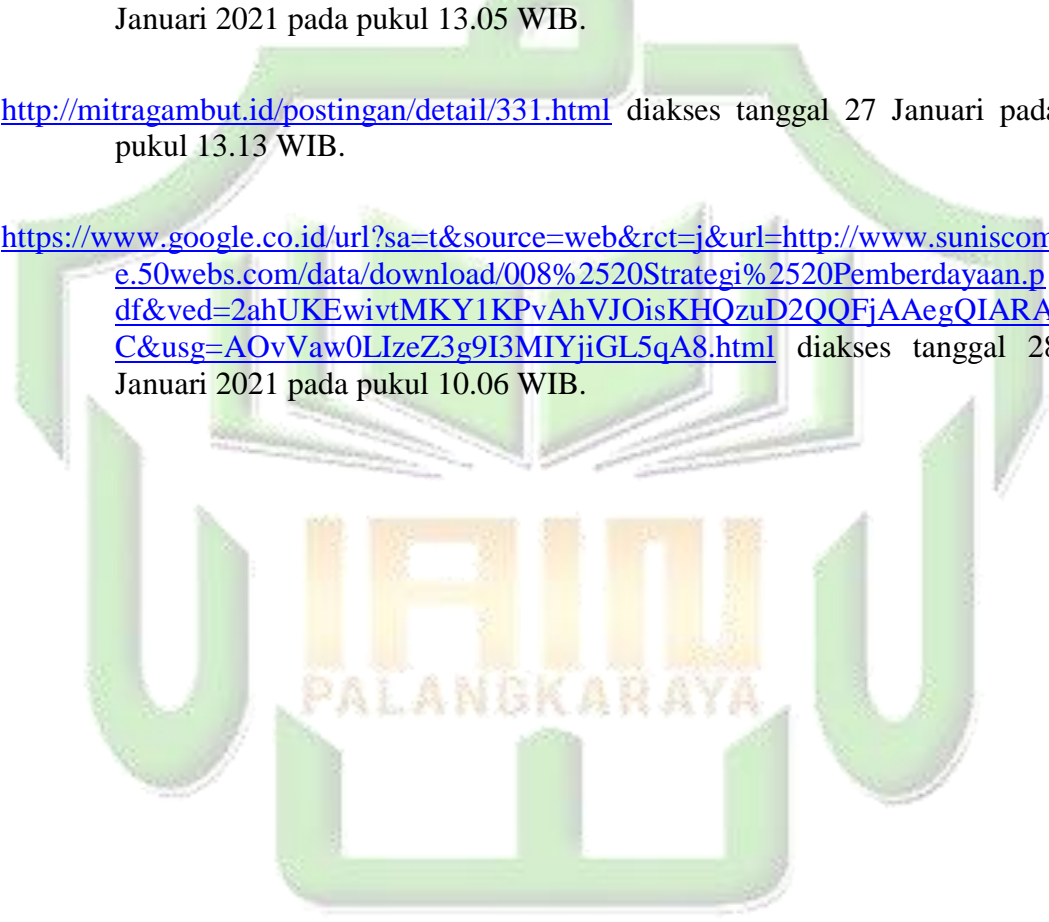 Januari 2021 pada pukul 13.05 WIB.
http://mitragambut.id/postingan/detail/331.html diakses tanggal 27 Januari pada
pukul 13.13 WIB.
https://www.google.co.id/url?sa=t&source=web&rct=j&url=http://www.suniscom
e.50webs.com/data/download/008%2520Strategi%2520Pemberdayaan.p
df&ved=2ahUKEwivtMKY1KPvAhVJOisKHQzuD2QQFjAAegQIARA
C&usg=AOvVaw0LIzeZ3g9I3MIYjiGL5qA8.html diakses tanggal 28
Januari 2021 pada pukul 10.06 WIB.
IAIN
PALANGKARAYA